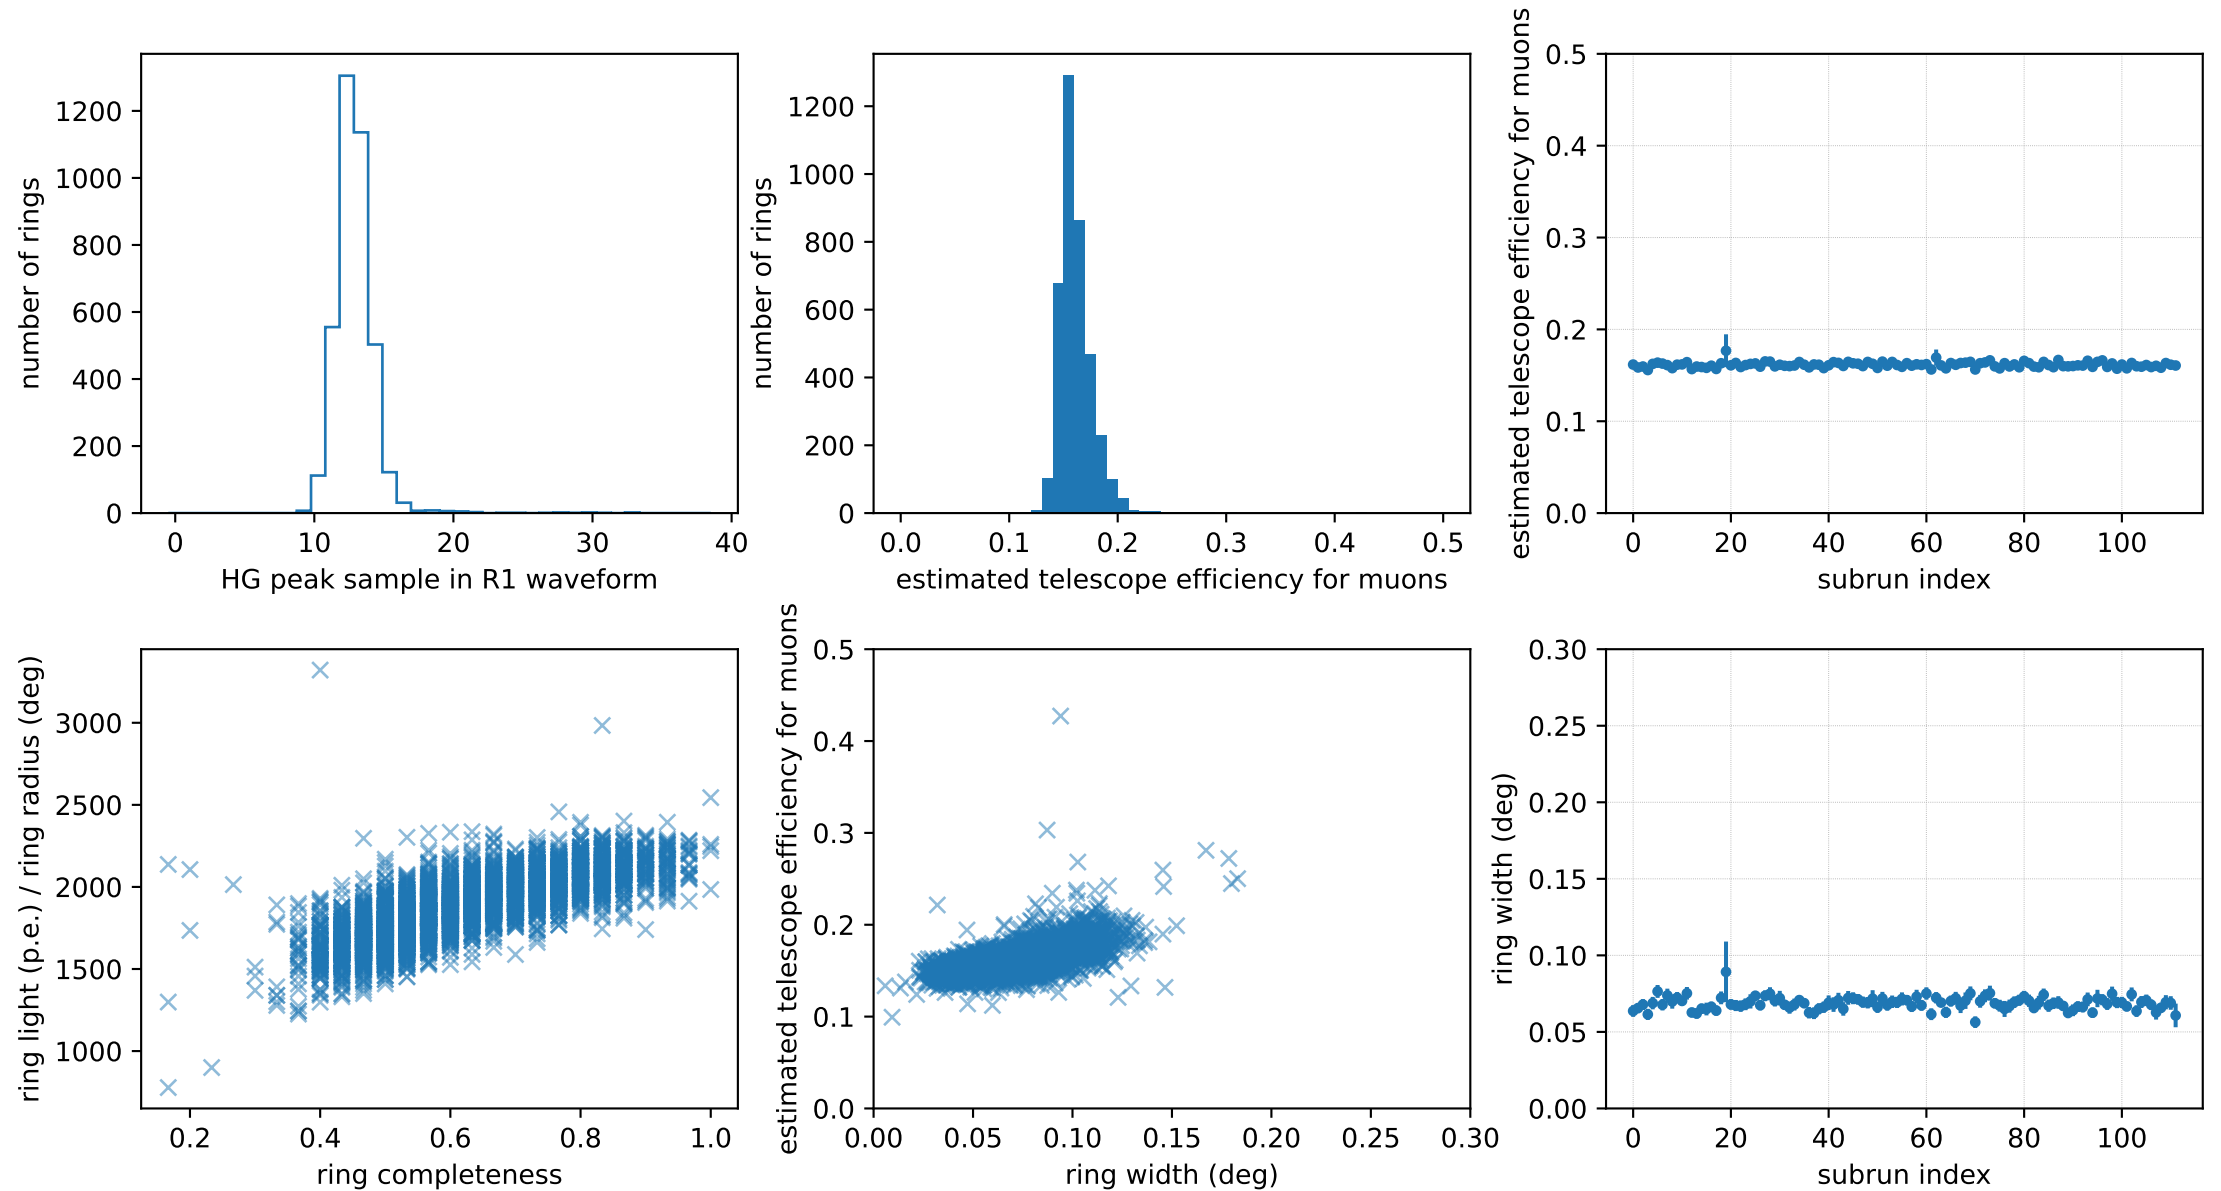 number of rings
1200
1000
800
600
400
200
0
0 10 20 30 40
HG peak sample in R1 waveform
number of rings
1200
1000
800
600
400
200
0
0.0 0.1 0.2 0.3 0.4 0.5
estimated telescope efficiency for muons
estimated telescope efficiency for muons
0.5
0.4
0.3
0.2
0.1
0.0
0 20 40 60 80 100
subrun index
ring light (p.e.) / ring radius (deg)
3000
2500
2000
1500
1000
0.2 0.4 0.6 0.8 1.0
ring completeness
estimated telescope efficiency for muons
0.5
0.4
0.3
0.2
0.1
0.0
0.00 0.05 0.10 0.15 0.20 0.25 0.30
ring width (deg)
ring width (deg)
0.30
0.25
0.20
0.15
0.10
0.05
0.00
0 20 40 60 80 100
subrun index